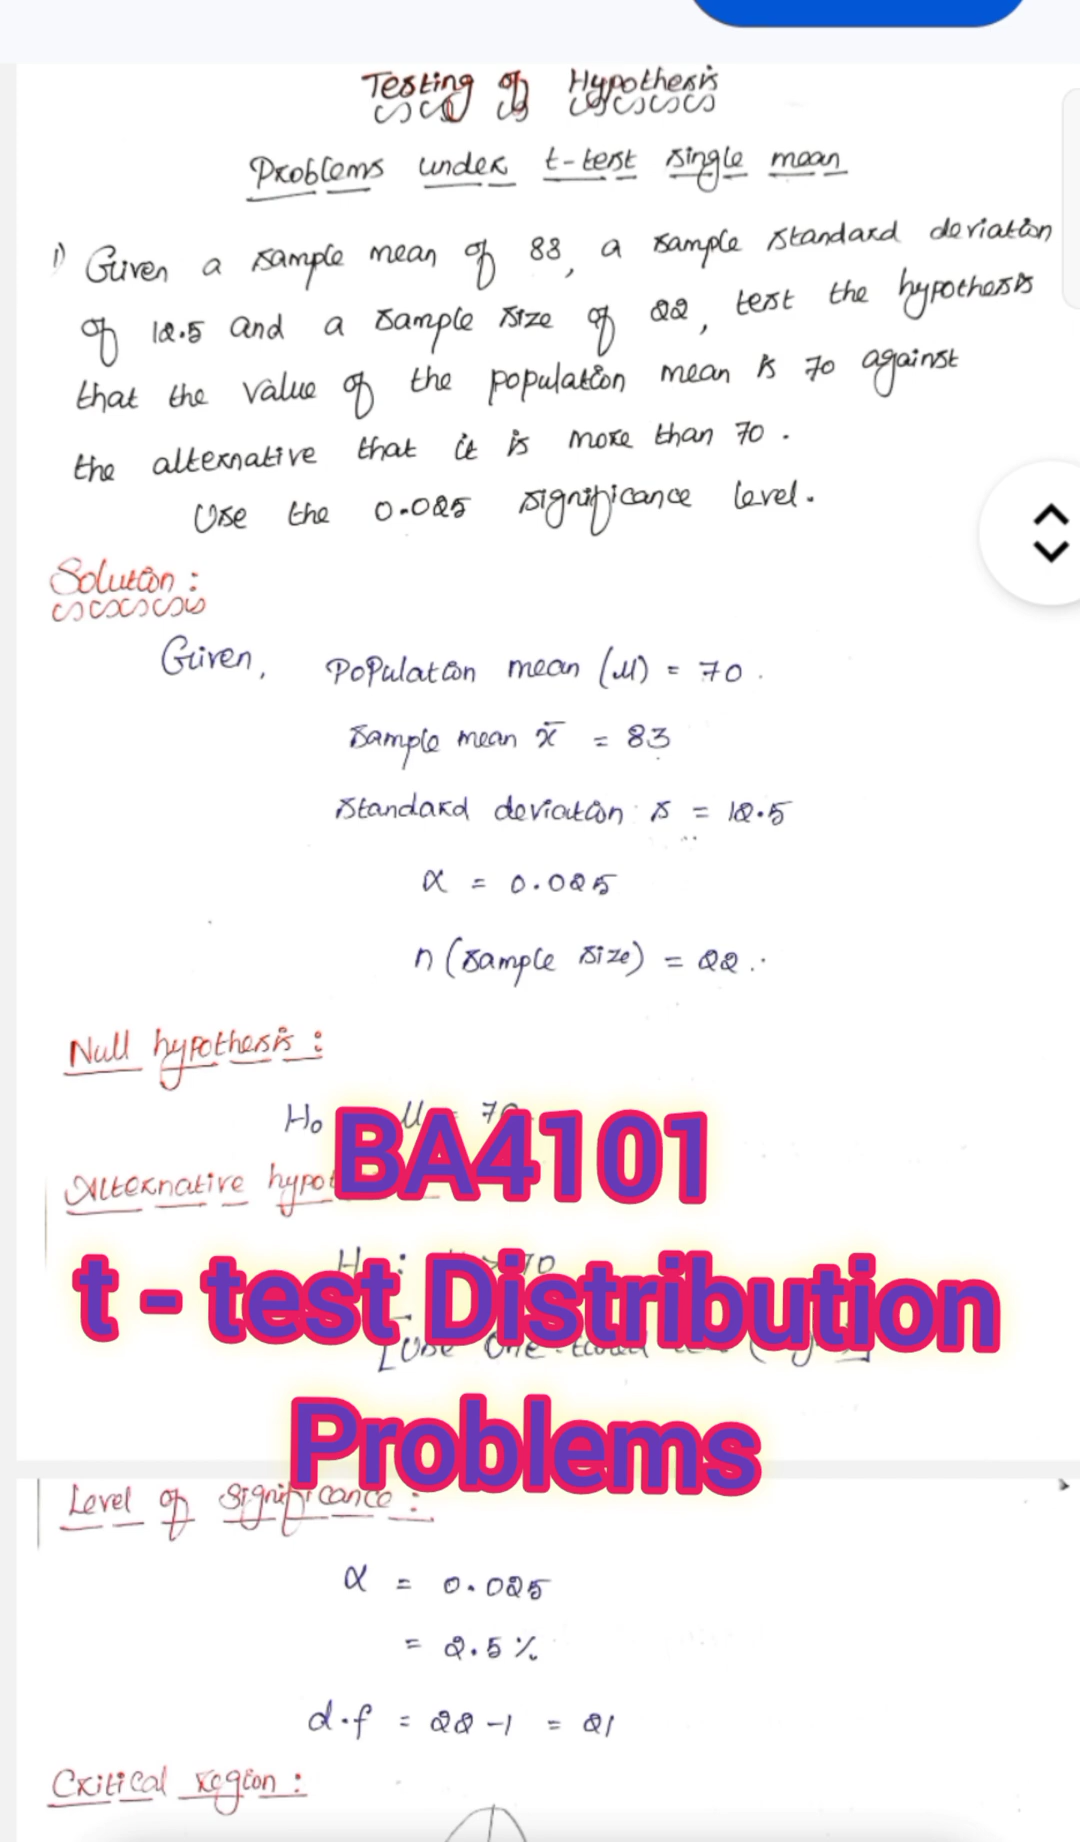 Testing of Hypothesis
Problems under t-test single mean
1) Given a sample mean of 83, a sample standard deviation
of 12.5 and a sample size of 22, test the hypothesis
that the value of the population mean is 70 against
the alternative that it is more than 70.
Use the 0.025 significance level.
Solution:
Given, Population mean (μ) = 70.
Sample mean x̄ = 83
Standard deviation s = 12.5
α = 0.025
n (sample size) = 22.
Null hypothesis:
H₀
BA4101
Alternative
t - test Distribution
Problems
Level of significance:
α = 0.025
= 2.5 %
d.f = 22 - 1 = 21
Critical region: